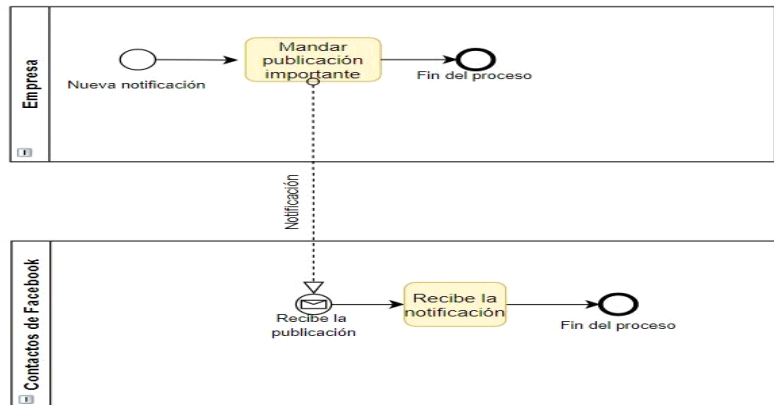 Empresa
Nueva notificación
Mandar
publicación
importante
Fin del proceso
Notificación
Contactos de Facebook
Recibe la
publicación
Recibe la
notificación
Fin del proceso